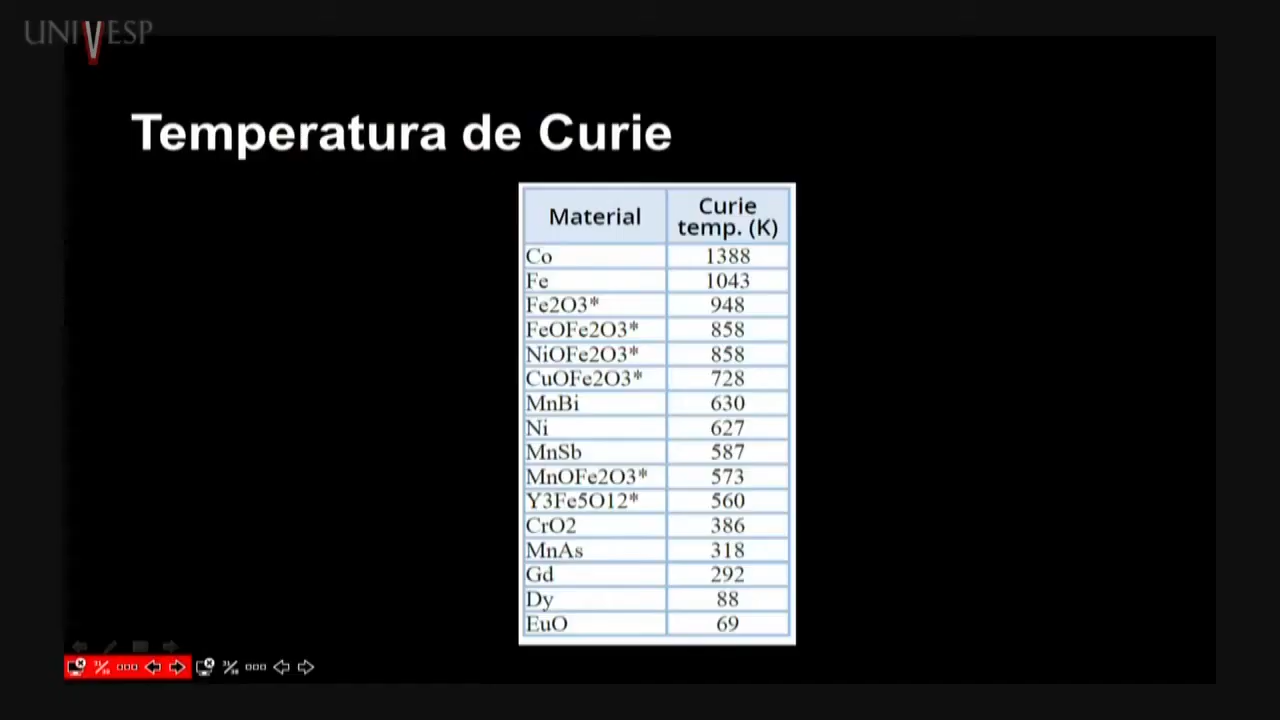 UNIVESP
Temperatura de Curie
Material Curie temp. (K)
Co 1388
Fe 1043
Fe2O3* 948
FeOFe2O3* 858
NiOFe2O3* 858
CuOFe2O3* 728
MnBi 630
Ni 627
MnSb 587
MnOFe2O3* 573
Y3Fe5O12* 560
CrO2 386
MnAs 318
Gd 292
Dy 88
EuO 69